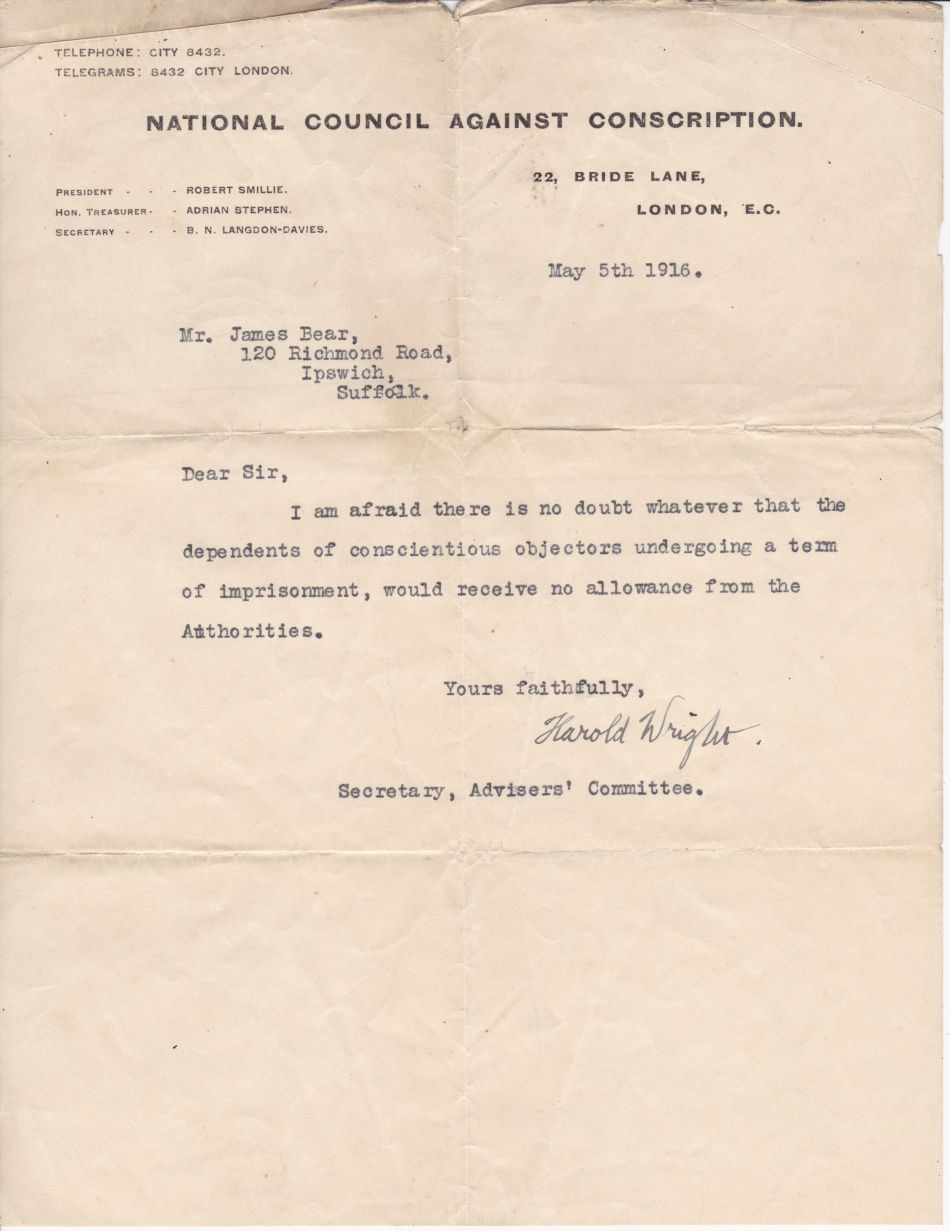 TELEPHONE: CITY 8432.
TELEGRAMS: 8432 CITY LONDON.
NATIONAL COUNCIL AGAINST CONSCRIPTION.
22, BRIDE LANE,
LONDON, E.C.
PRESIDENT - - - ROBERT SMILLIE.
HON. TREASURER - - ADRIAN STEPHEN.
SECRETARY - - - B. N. LANGDON-DAVIES.
May 5th 1916.
Mr. James Bear,
120 Richmond Road,
Ipswich,
Suffolk.
Dear Sir,
I am afraid there is no doubt whatever that the
dependents of conscientious objectors undergoing a term
of imprisonment, would receive no allowance from the
Authorities.
Yours faithfully,
Harold Wright.
Secretary, Advisers' Committee.